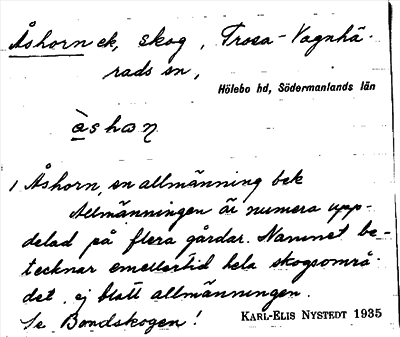 Åshorn ek, skog, Trosa-Vagnhä-
rads sn,
Hölebo hd, Södermanlands län
àshon
1 Åshorn, en allmänning bek
Allmänningen är numera upp-
delad på flera gårdar. Namnet be-
tecknar emellertid hela skogsområ-
det, ej blott allmänningen.
Se Bondskogen!
KARL-ELIS NYSTEDT 1935